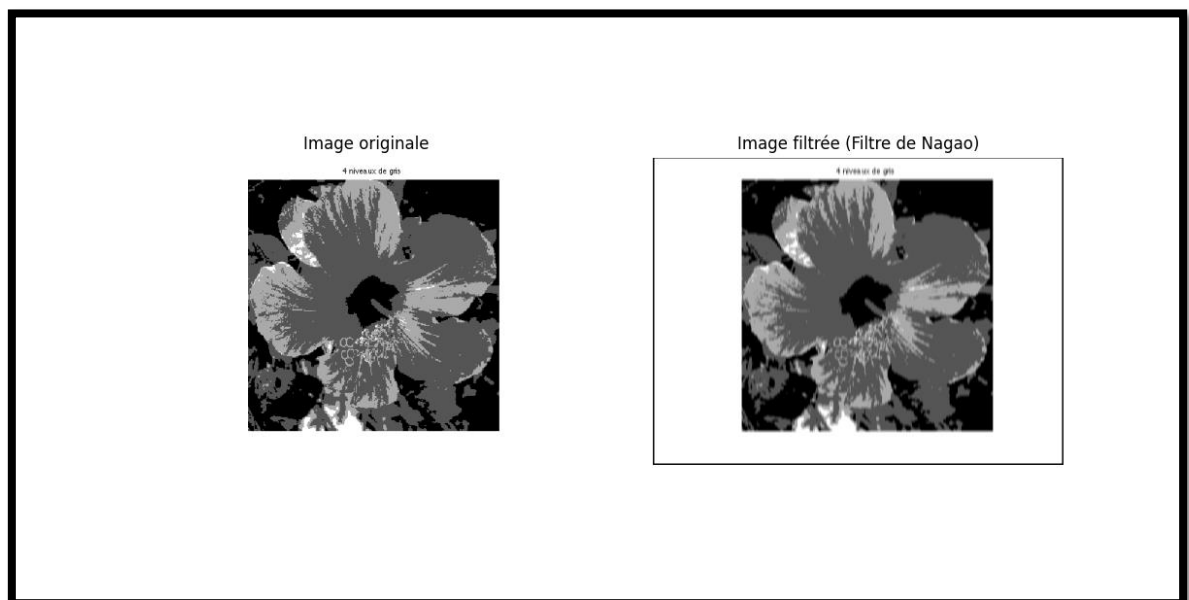 Image originale
4 niveaux de gris
Image filtrée (Filtre de Nagao)
4 niveaux de gris